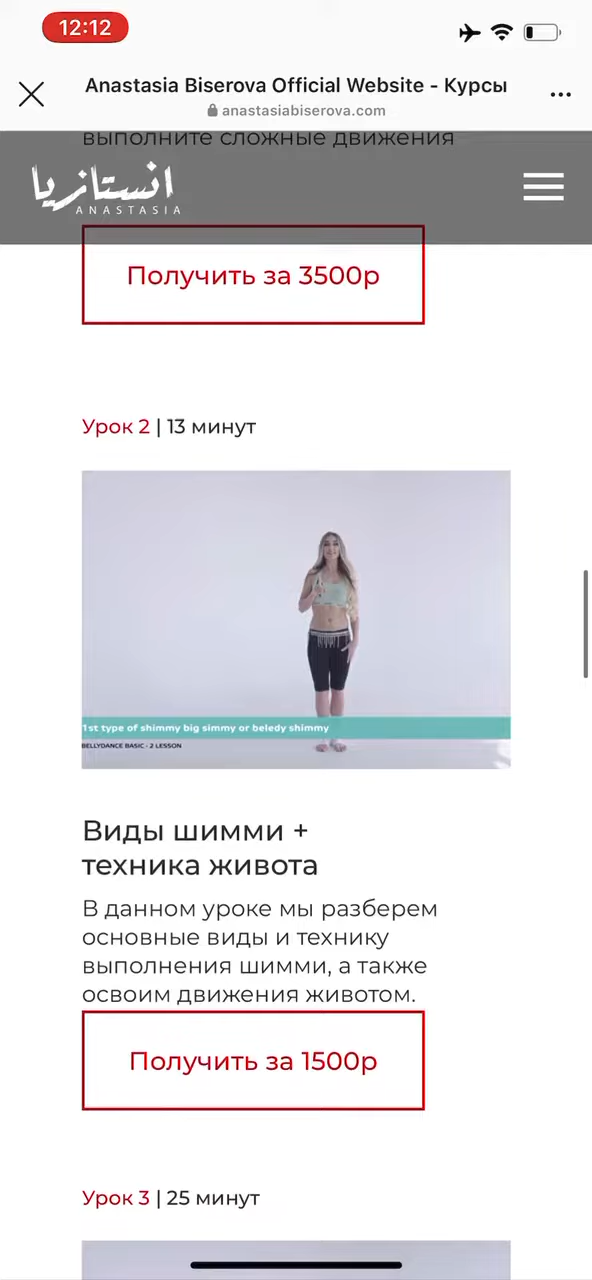 12:12
Anastasia Biserova Official Website - Курсы
anastasiabiserova.com
выполните сложные движения
انستازيا
ANASTASIA
Получить за 3500р
Урок 2 | 13 минут
1st type of shimmy big simmy or beledy shimmy
BELLYDANCE BASIC - 2 LESSON
Виды шимми +
техника живота
В данном уроке мы разберем
основные виды и технику
выполнения шимми, а также
освоим движения животом.
Получить за 1500р
Урок 3 | 25 минут